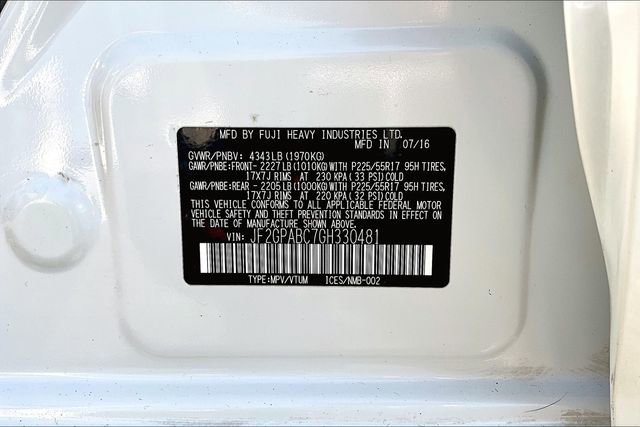 MFD BY FUJI HEAVY INDUSTRIES LTD.
MFD IN 07/16
GVWR/PNBV: 4343LB(1970KG)
GAWR/PNBE:FRONT- 2227LB(1010KG)WITH P225/55R17 95H TIRES,
17X7J RIMS AT 230 KPA(33 PSI)COLD
GAWR/PNBE:REAR - 2205LB(1000KG)WITH P225/55R17 95H TIRES,
17X7J RIMS AT 220 KPA(32 PSI)COLD
THIS VEHICLE CONFORMS TO ALL APPLICABLE FEDERAL MOTOR
VEHICLE SAFETY AND THEFT PREVENTION STANDARDS IN EFFECT ON
THE DATE OF MANUFACTURE SHOWN ABOVE.
VIN: JF2GPABC7GH330481
TYPE:MPV/VTUM ICES/NMB-002